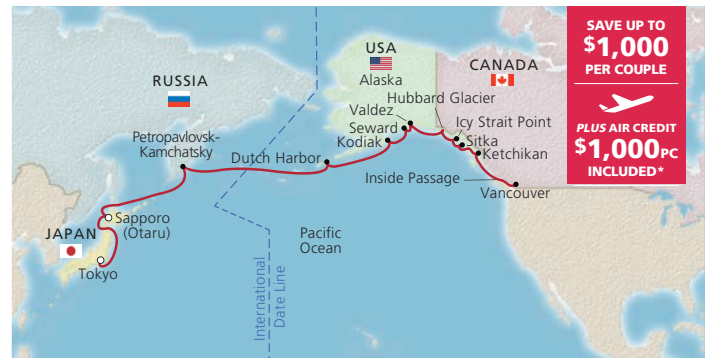 SAVE UP TO
$1,000
PER COUPLE
PLUS AIR CREDIT
$1,000PC
INCLUDED*
USA
Alaska
CANADA
RUSSIA
Hubbard Glacier
Valdez
Icy Strait Point
Seward
Sitka
Kodiak
Ketchikan
Petropavlovsk-
Kamchatsky
Dutch Harbor
Inside Passage
Vancouver
Sapporo
(Otaru)
JAPAN
Tokyo
Pacific
Ocean
International
Date Line